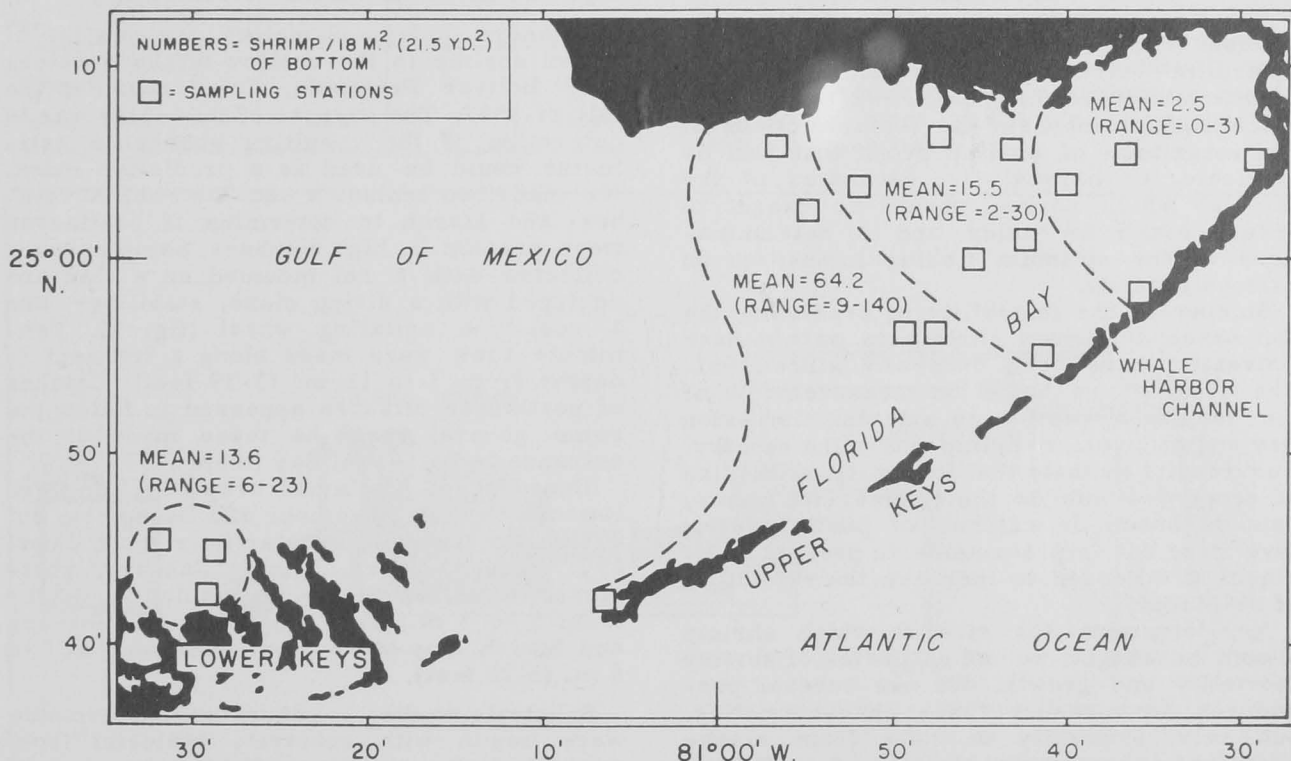 NUMBERS = SHRIMP / 18 M.² (21.5 YD.²)
OF BOTTOM
= SAMPLING STATIONS
10'
25° 00'
N.
50'
40'
MEAN = 2.5
(RANGE = 0-3)
MEAN = 15.5
(RANGE = 2-30)
GULF OF MEXICO
MEAN = 64.2
(RANGE = 9-140)
BAY
WHALE
HARBOR
CHANNEL
FLORIDA
MEAN = 13.6
(RANGE = 6-23)
UPPER KEYS
LOWER KEYS
ATLANTIC OCEAN
30' 20' 10' 81°00' W. 50' 40' 30'